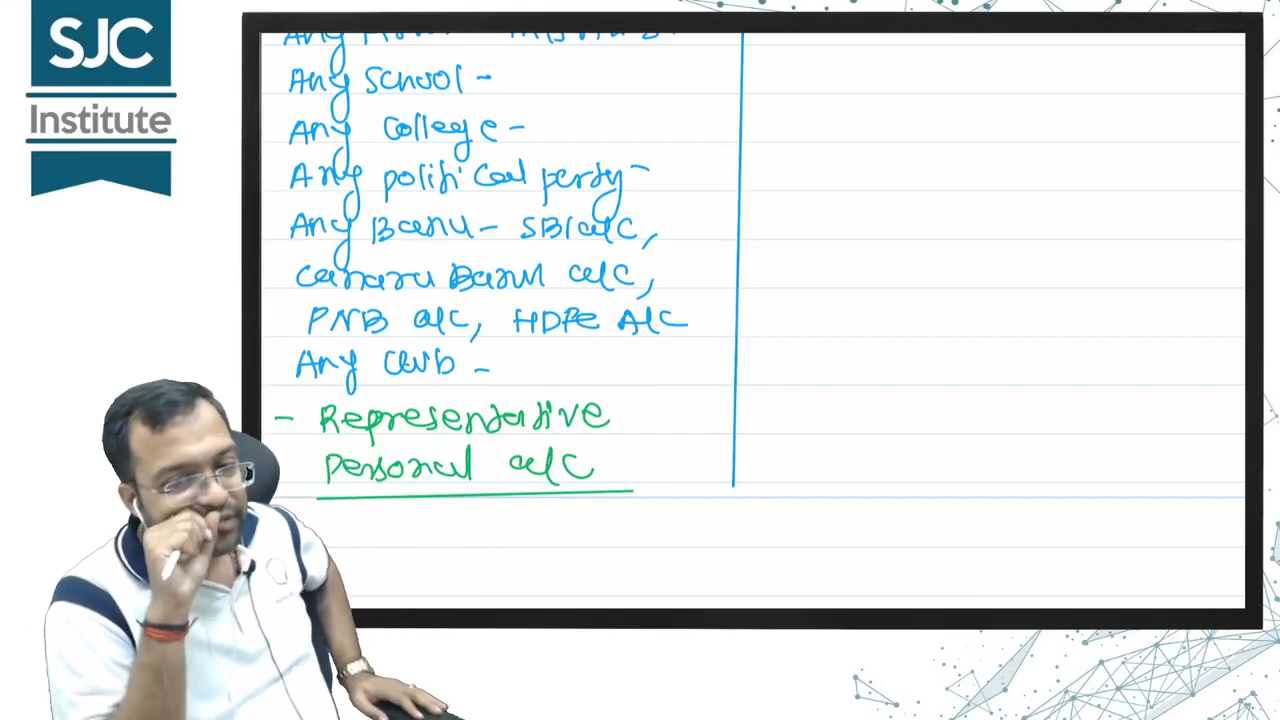 SJC
Institute
Any
Any school -
Any college -
Any political party -
Any Bank - SBI a/c,
Canara Bank a/c,
PNB a/c, HDFC A/C
Any club -
- Representative
personal a/c